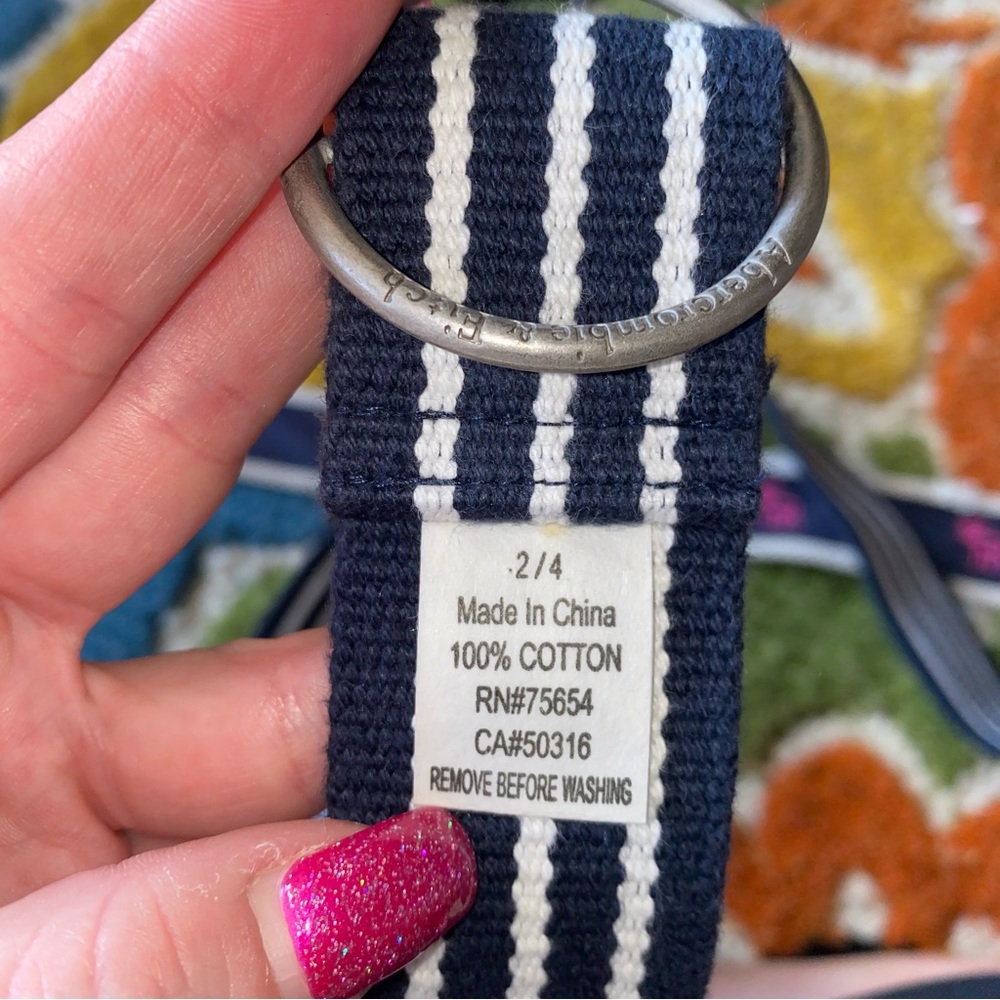 Abercrombie & Fitch
2/4
Made In China
100% COTTON
RN#75654
CA#50316
REMOVE BEFORE WASHING